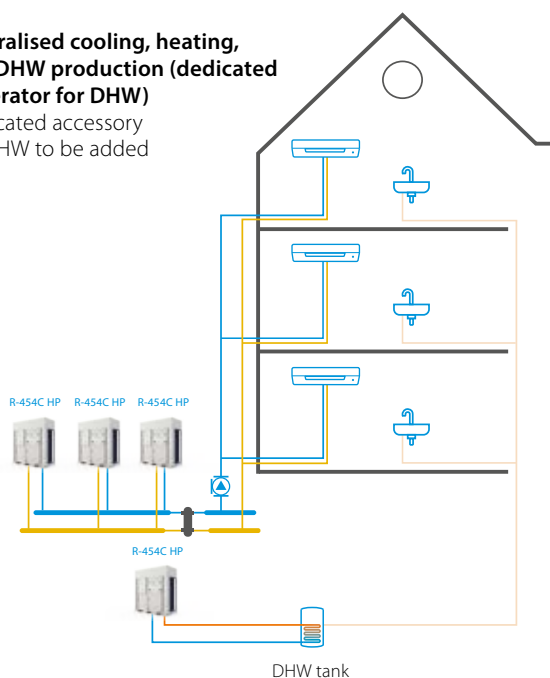 ralised cooling, heating,
DHW production (dedicated
rator for DHW)
cated accessory
HW to be added
R-454C HP R-454C HP R-454C HP
R-454C HP
DHW tank